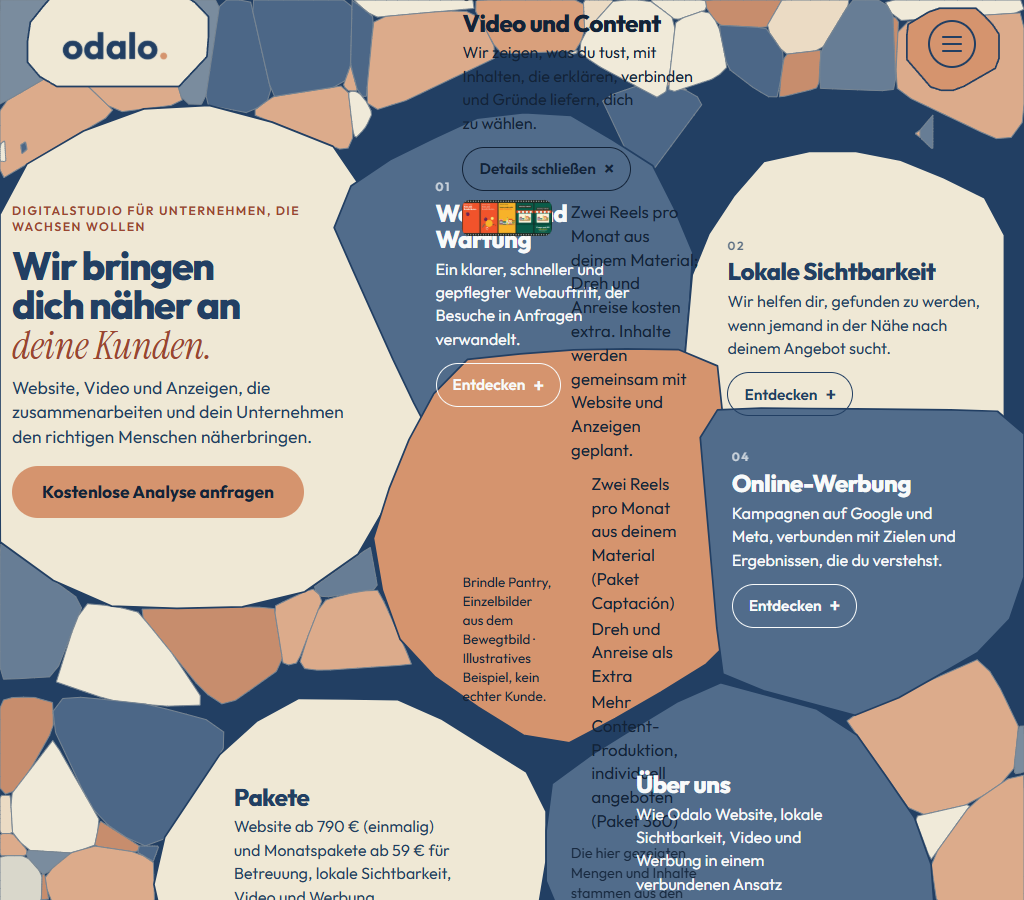 odalo.
Video und Content
Wir zeigen, was du tust, mit
Inhalten, die erklären, verbinden
und Gründe liefern, dich
zu wählen.
Details schließen ×
DIGITALSTUDIO FÜR UNTERNEHMEN, DIE
WACHSEN WOLLEN
Wir bringen
dich näher an
deine Kunden.
Website, Video und Anzeigen, die
zusammenarbeiten und dein Unternehmen
den richtigen Menschen näherbringen.
Kostenlose Analyse anfragen
01
Wartung
Ein klarer, schneller und
gepflegter Webauftritt, der
Besuche in Anfragen
verwandelt.
Entdecken +
Zwei Reels pro
Monat aus
deinem Material;
Dreh und
Anreise kosten
extra. Inhalte
werden
gemeinsam mit
Website und
Anzeigen
geplant.
Zwei Reels
pro Monat
aus deinem
Material
(Paket
Captación)
Dreh und
Anreise als
Extra
Mehr
Content-
Produktion,
individuell
angeboten
(Paket 360)
Die hier gezeigten
Mengen und Inhalte
stammen aus den
Brindle Pantry,
Einzelbilder
aus dem
Bewegtbild ·
Illustratives
Beispiel, kein
echter Kunde.
02
Lokale Sichtbarkeit
Wir helfen dir, gefunden zu werden,
wenn jemand in der Nähe nach
deinem Angebot sucht.
Entdecken +
04
Online-Werbung
Kampagnen auf Google und
Meta, verbunden mit Zielen und
Ergebnissen, die du verstehst.
Entdecken +
Pakete
Website ab 790 € (einmalig)
und Monatspakete ab 59 € für
Betreuung, lokale Sichtbarkeit,
Video und Werbung
Über uns
Wie Odalo Website, lokale
Sichtbarkeit, Video und
Werbung in einem
verbundenen Ansatz